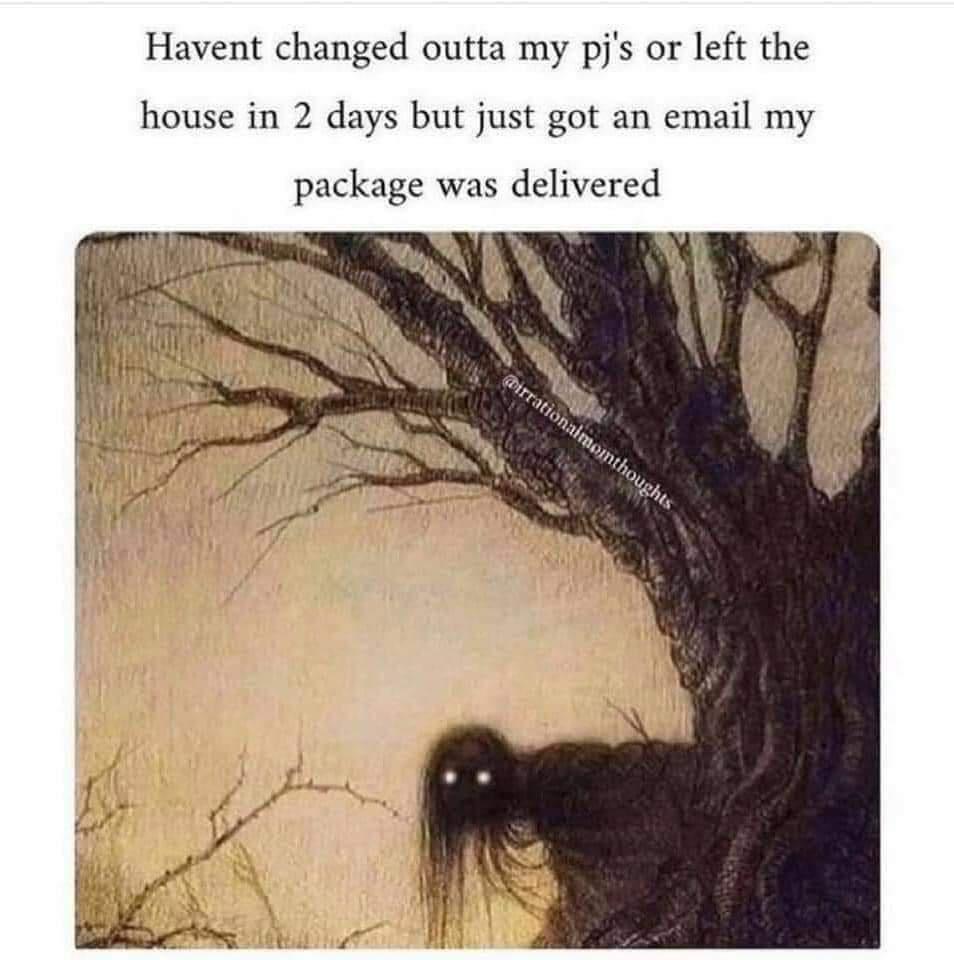 Havent changed outta my pj's or left the
house in 2 days but just got an email my
package was delivered
@irrationalmomthoughts